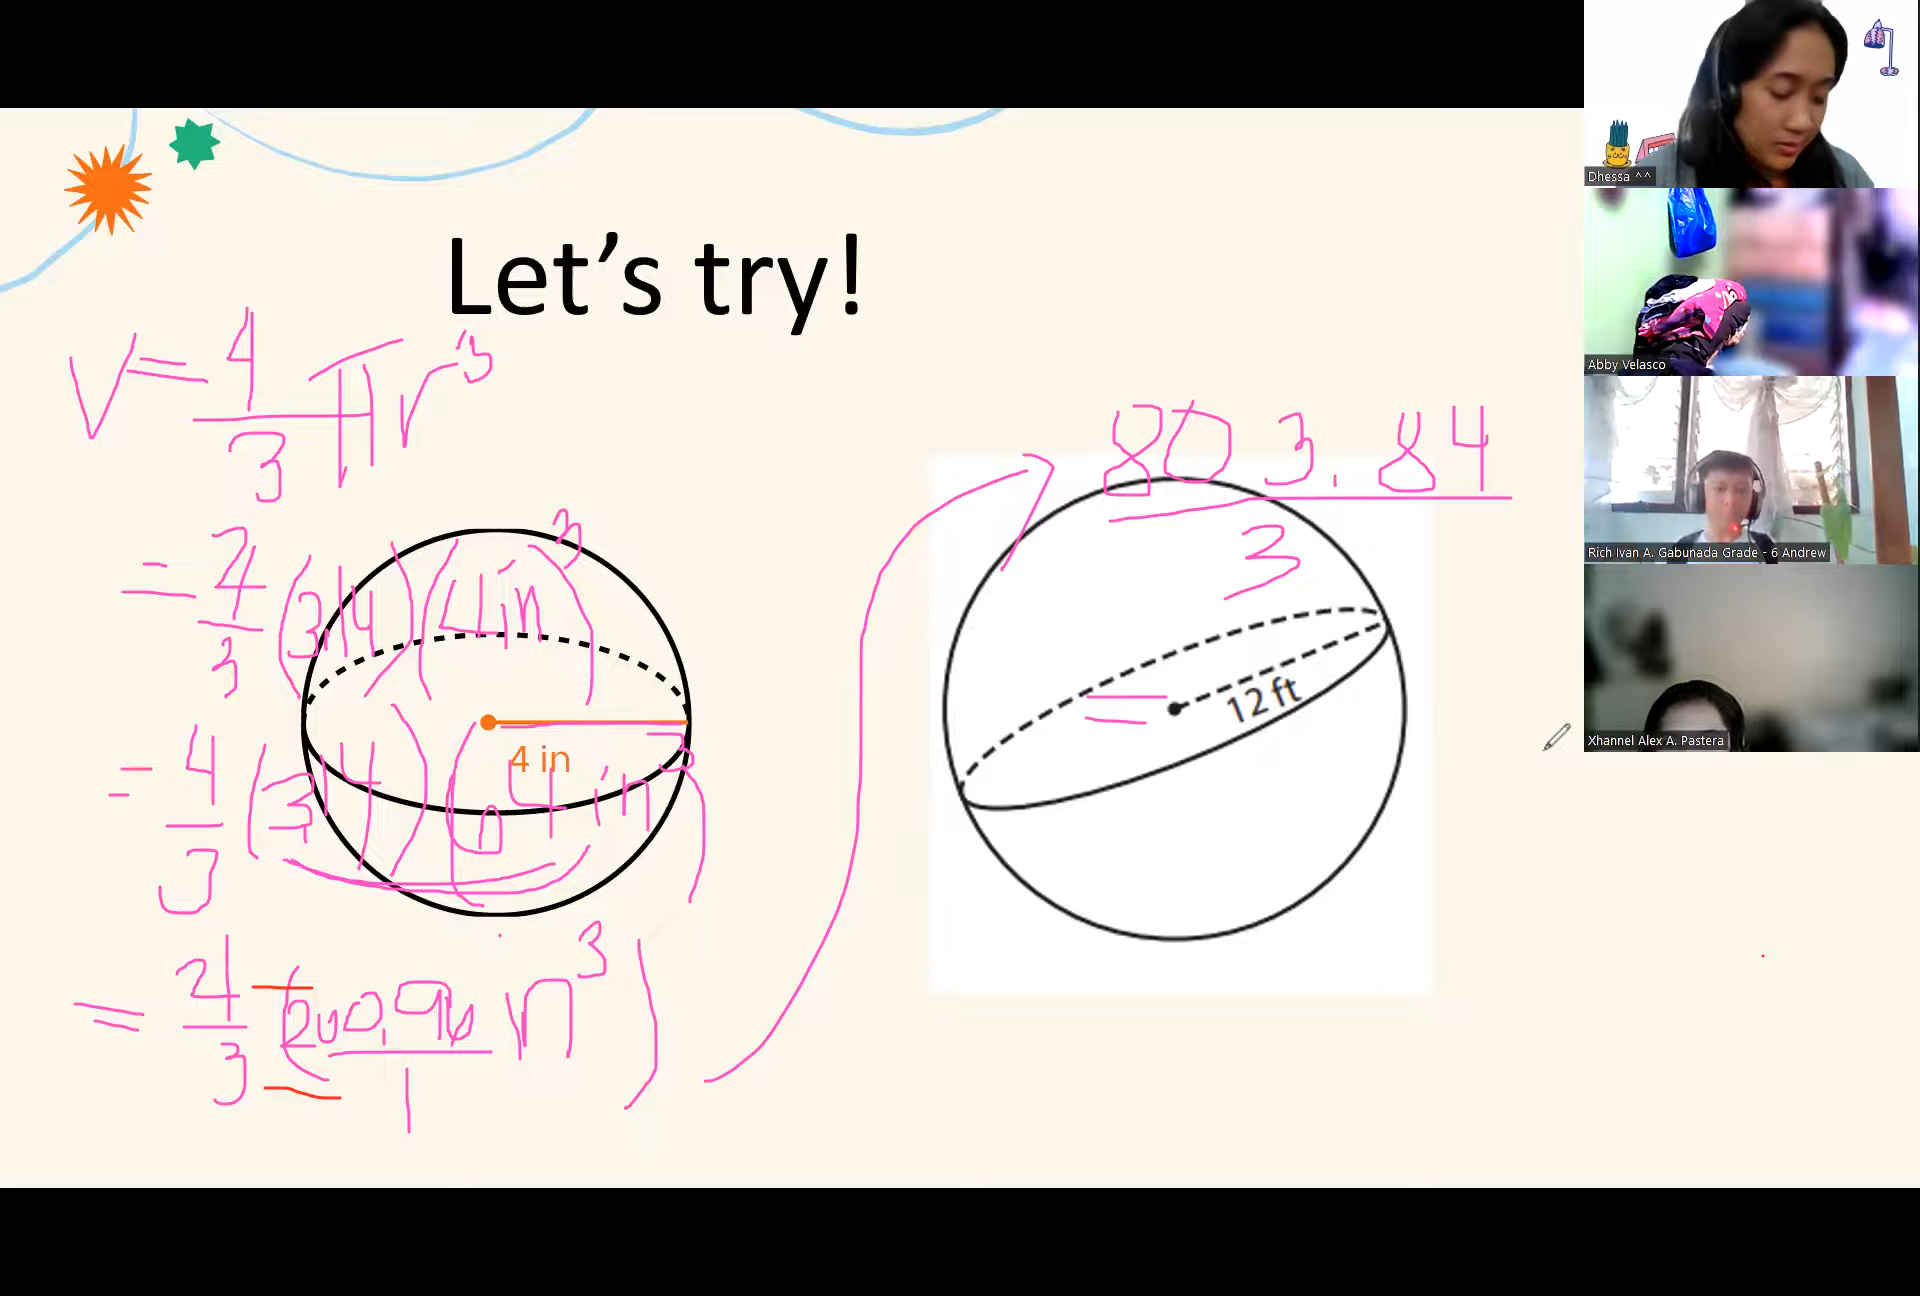 Let's try!
V = 4/3 πr³
= 4/3 (3.14) (4 in)³
= 4/3 (3.14) (64 in³)
= 4/3 (200.96 in³)
1
803.84
3
=
4 in
12 ft
Dhessa ^^
Abby Velasco
Rich Ivan A. Gabunada Grade - 6 Andrew
Xhannel Alex A. Pastera